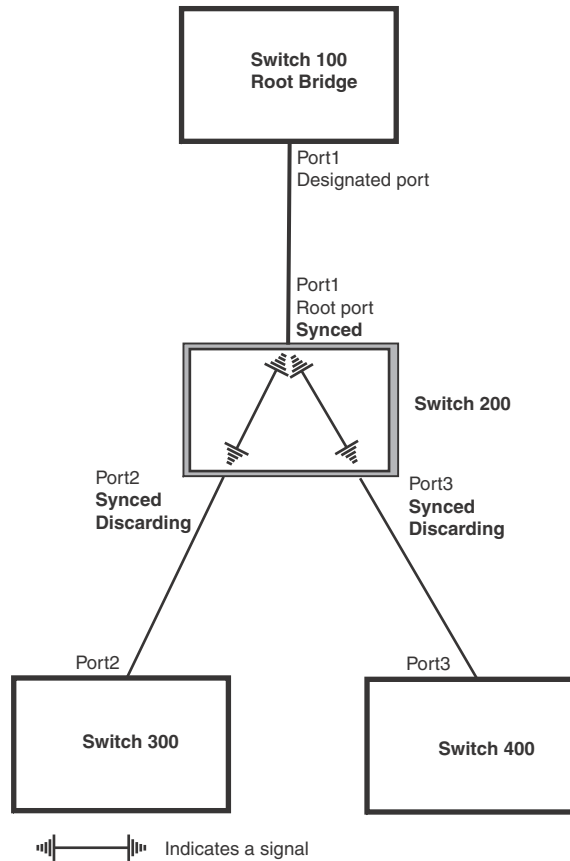 Switch 100
Root Bridge
Port1
Designated port
Port1
Root port
Synced
Switch 200
Port2
Synced
Discarding
Port3
Synced
Discarding
Port2
Port3
Switch 300
Switch 400
Indicates a signal